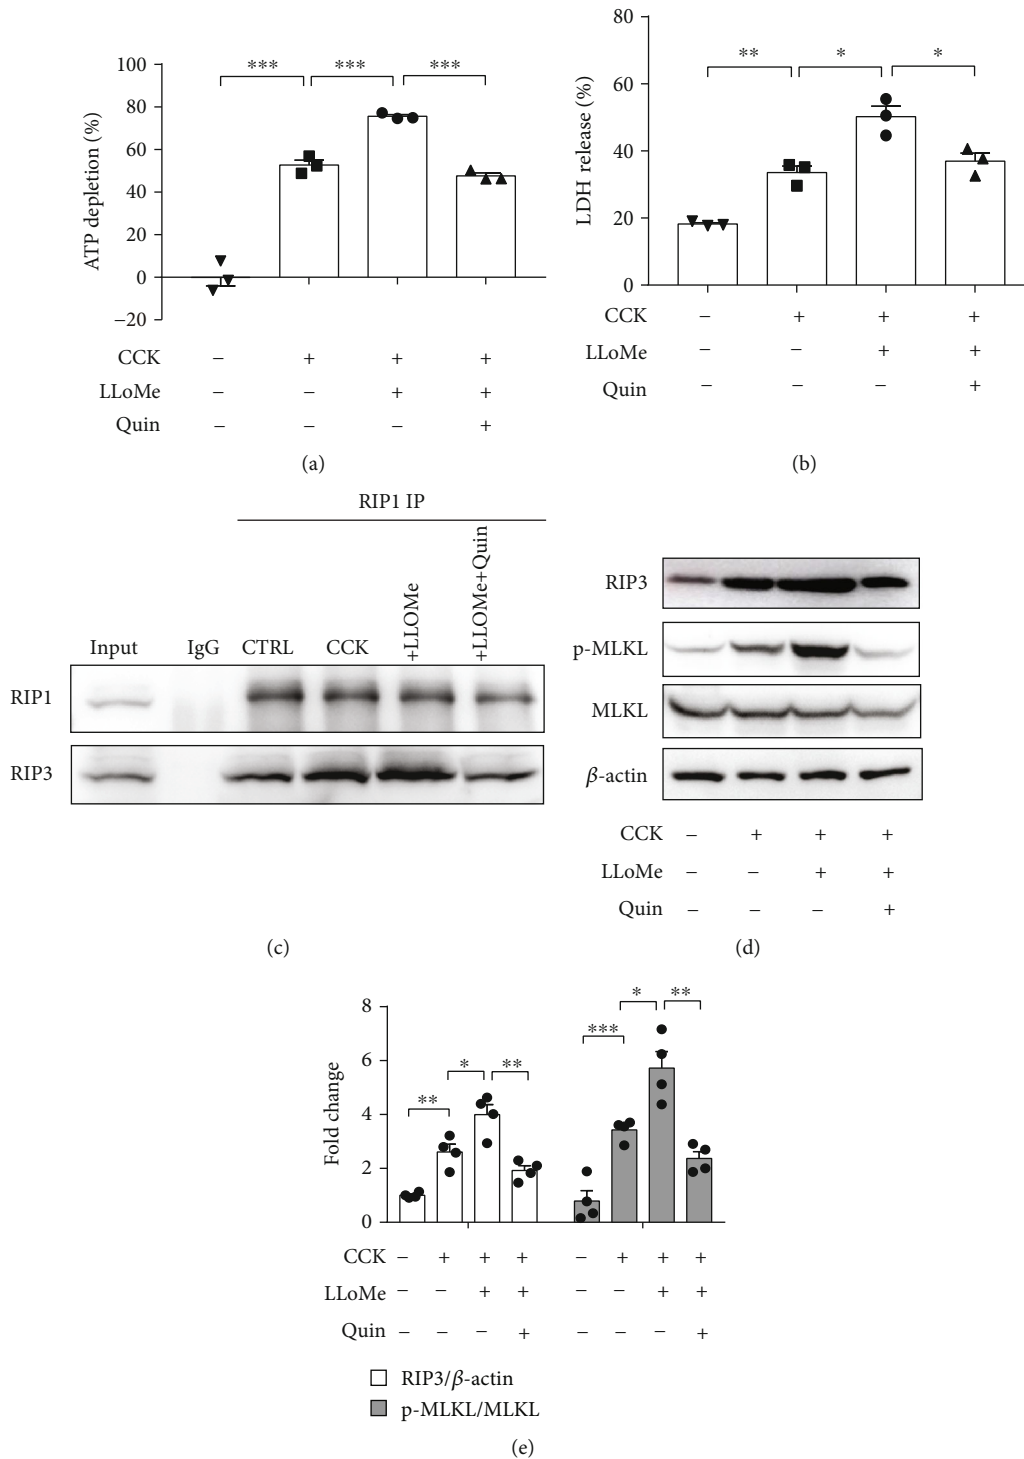 100
80
60
40
20
0
−20
ATP depletion (%)
*** *** ***
CCK − + + +
LLoMe − − + +
Quin − − − +
(a)
80
60
40
20
0
LDH release (%)
** * *
CCK − + + +
LLoMe − − + +
Quin − − − +
(b)
RIP1 IP
Input IgG CTRL CCK +LLOMe +LLOMe+Quin
RIP1
RIP3
(c)
RIP3
p-MLKL
MLKL
β-actin
CCK − + + +
LLoMe − − + +
Quin − − − +
(d)
8
6
4
2
0
Fold change
** * ** *** * **
CCK − + + + − + + +
LLoMe − − + + − − + +
Quin − − − + − − − +
RIP3/β-actin
p-MLKL/MLKL
(e)